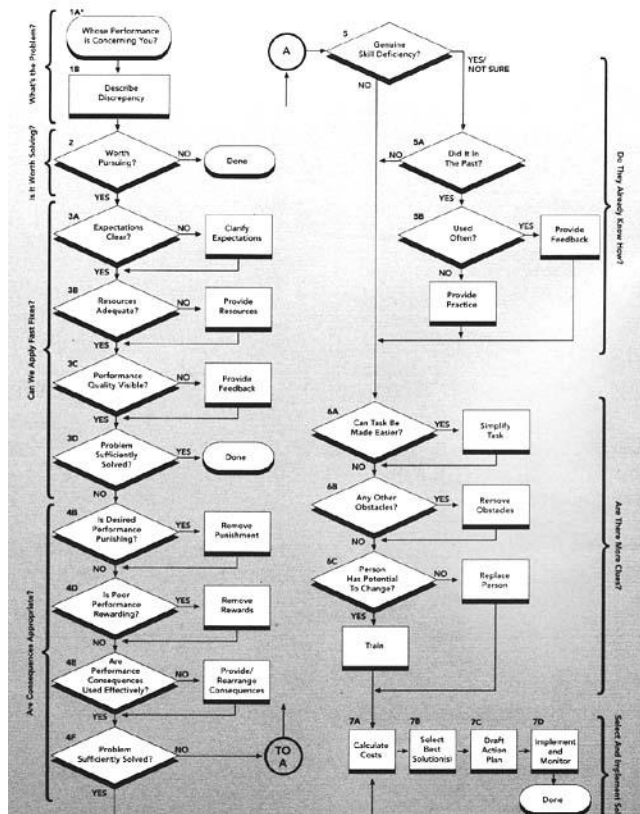 What's the Problem?
1A*
Whose Performance
is Concerning You?
1B
Describe
Discrepancy
Is It Worth Solving?
2
Worth
Pursuing?
NO
Done
YES
Can We Apply Fast Fixes?
3A
Expectations
Clear?
NO
Clarify
Expectations
YES
3B
Resources
Adequate?
NO
Provide
Resources
YES
3C
Performance
Quality Visible?
NO
Provide
Feedback
YES
3D
Problem
Sufficiently
Solved?
YES
Done
NO
Are Consequences Appropriate?
4B
Is Desired
Performance
Punishing?
YES
Remove
Punishment
NO
4D
Is Poor
Performance
Rewarding?
YES
Remove
Rewards
NO
4E
Are
Performance
Consequences
Used Effectively?
NO
Provide/
Rearrange
Consequences
YES
4F
Problem
Sufficiently Solved?
NO
TO
A
YES
A
5
Genuine
Skill Deficiency?
YES/
NOT SURE
NO
Do They Already Know How?
5A
Did It In
The Past?
NO
YES
5B
Used
Often?
YES
Provide
Feedback
NO
Provide
Practice
Are There More Clues?
6A
Can Task Be
Made Easier?
YES
Simplify
Task
NO
6B
Any Other
Obstacles?
YES
Remove
Obstacles
NO
6C
Person
Has Potential
To Change?
NO
Replace
Person
YES
Train
Select And Implement Sol
7A
Calculate
Costs
7B
Select
Best
Solution(s)
7C
Draft
Action
Plan
7D
Implement
and
Monitor
Done